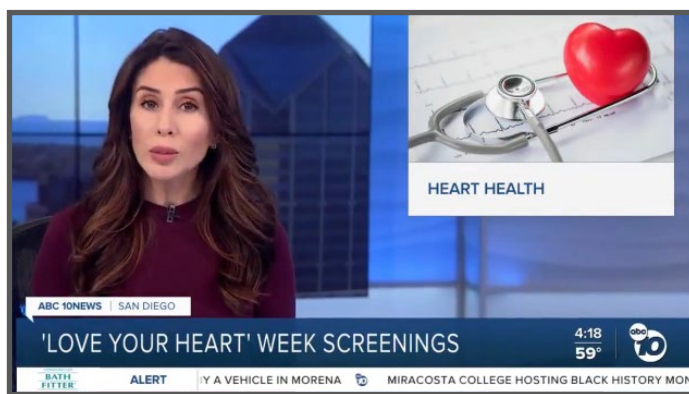 HEART HEALTH
ABC 10NEWS | SAN DIEGO
'LOVE YOUR HEART' WEEK SCREENINGS
4:18
59°
abc
10
BATH
FITTER
ALERT
Y A VEHICLE IN MORENA
MIRACOSTA COLLEGE HOSTING BLACK HISTORY MON